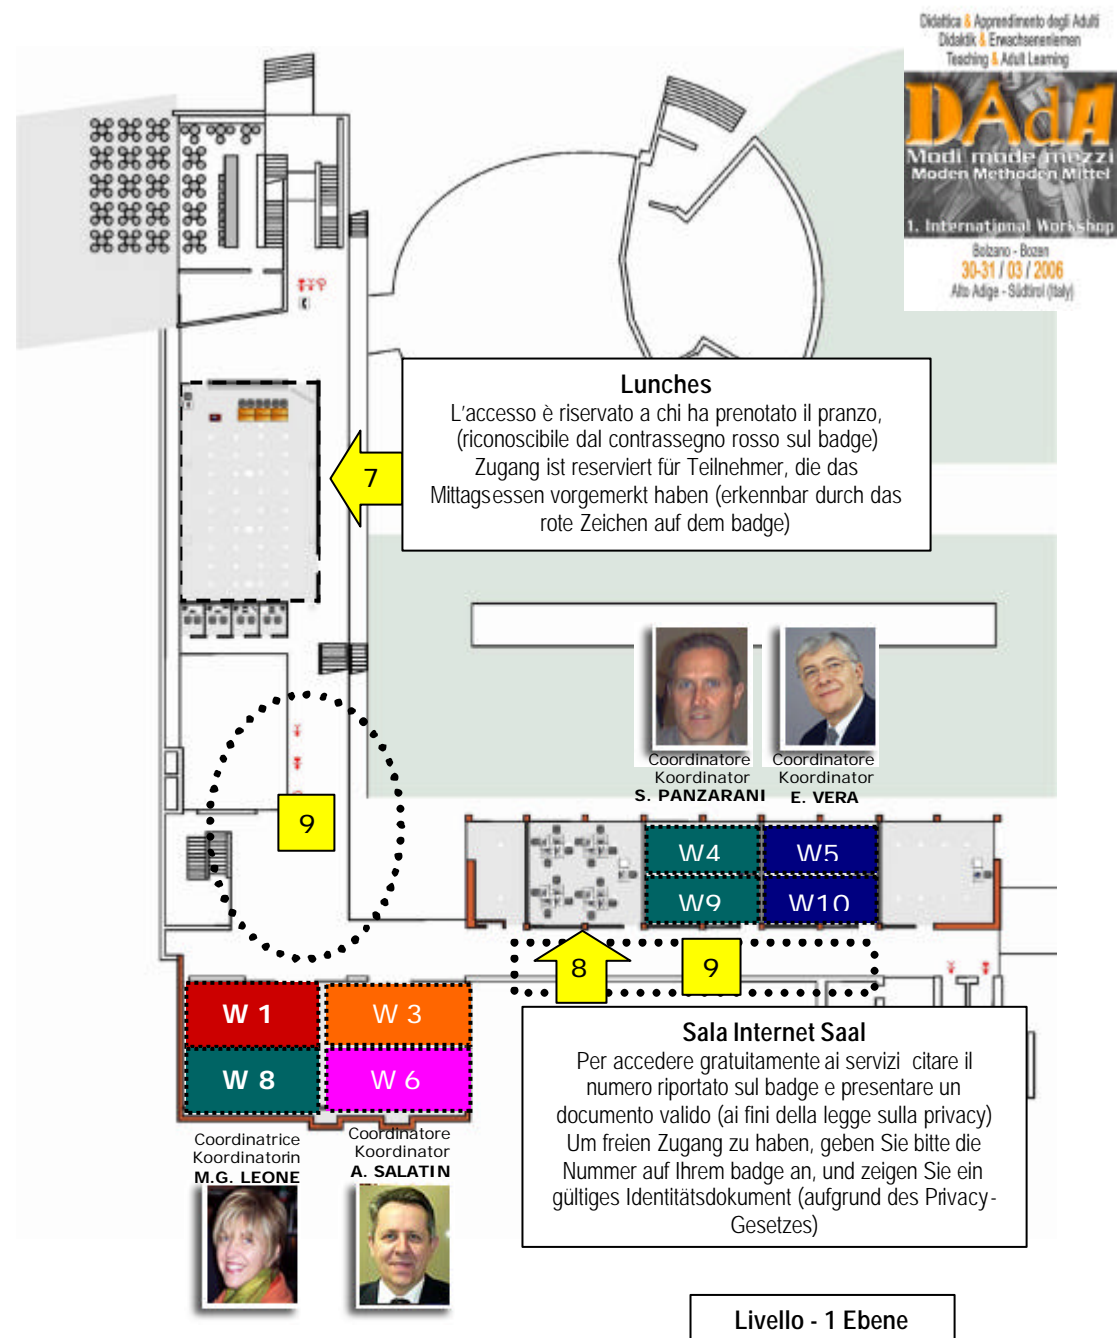 Didattica & Apprendimento degli Adulti
Didaktik & Erwachsenenlernen
Teaching & Adult Learning
DAdA
Modi mode mezzi
Moden Methoden Mittel
1. International Workshop
Bolzano - Bozen
30-31 / 03 / 2006
Alto Adige - Südtirol (Italy)
Lunches
L'accesso è riservato a chi ha prenotato il pranzo,
(riconoscibile dal contrassegno rosso sul badge)
Zugang ist reserviert für Teilnehmer, die das
Mittagsessen vorgemerkt haben (erkennbar durch das
rote Zeichen auf dem badge)
7
Coordinatore
Koordinator
S. PANZARANI
Coordinatore
Koordinator
E. VERA
9
W4
W5
W9
W10
8
9
W 1
W 3
W 8
W 6
Sala Internet Saal
Per accedere gratuitamente ai servizi citare il
numero riportato sul badge e presentare un
documento valido (ai fini della legge sulla privacy)
Um freien Zugang zu haben, geben Sie bitte die
Nummer auf Ihrem badge an, und zeigen Sie ein
gültiges Identitätsdokument (aufgrund des Privacy-
Gesetzes)
Coordinatrice
Koordinatorin
M.G. LEONE
Coordinatore
Koordinator
A. SALATIN
Livello - 1 Ebene